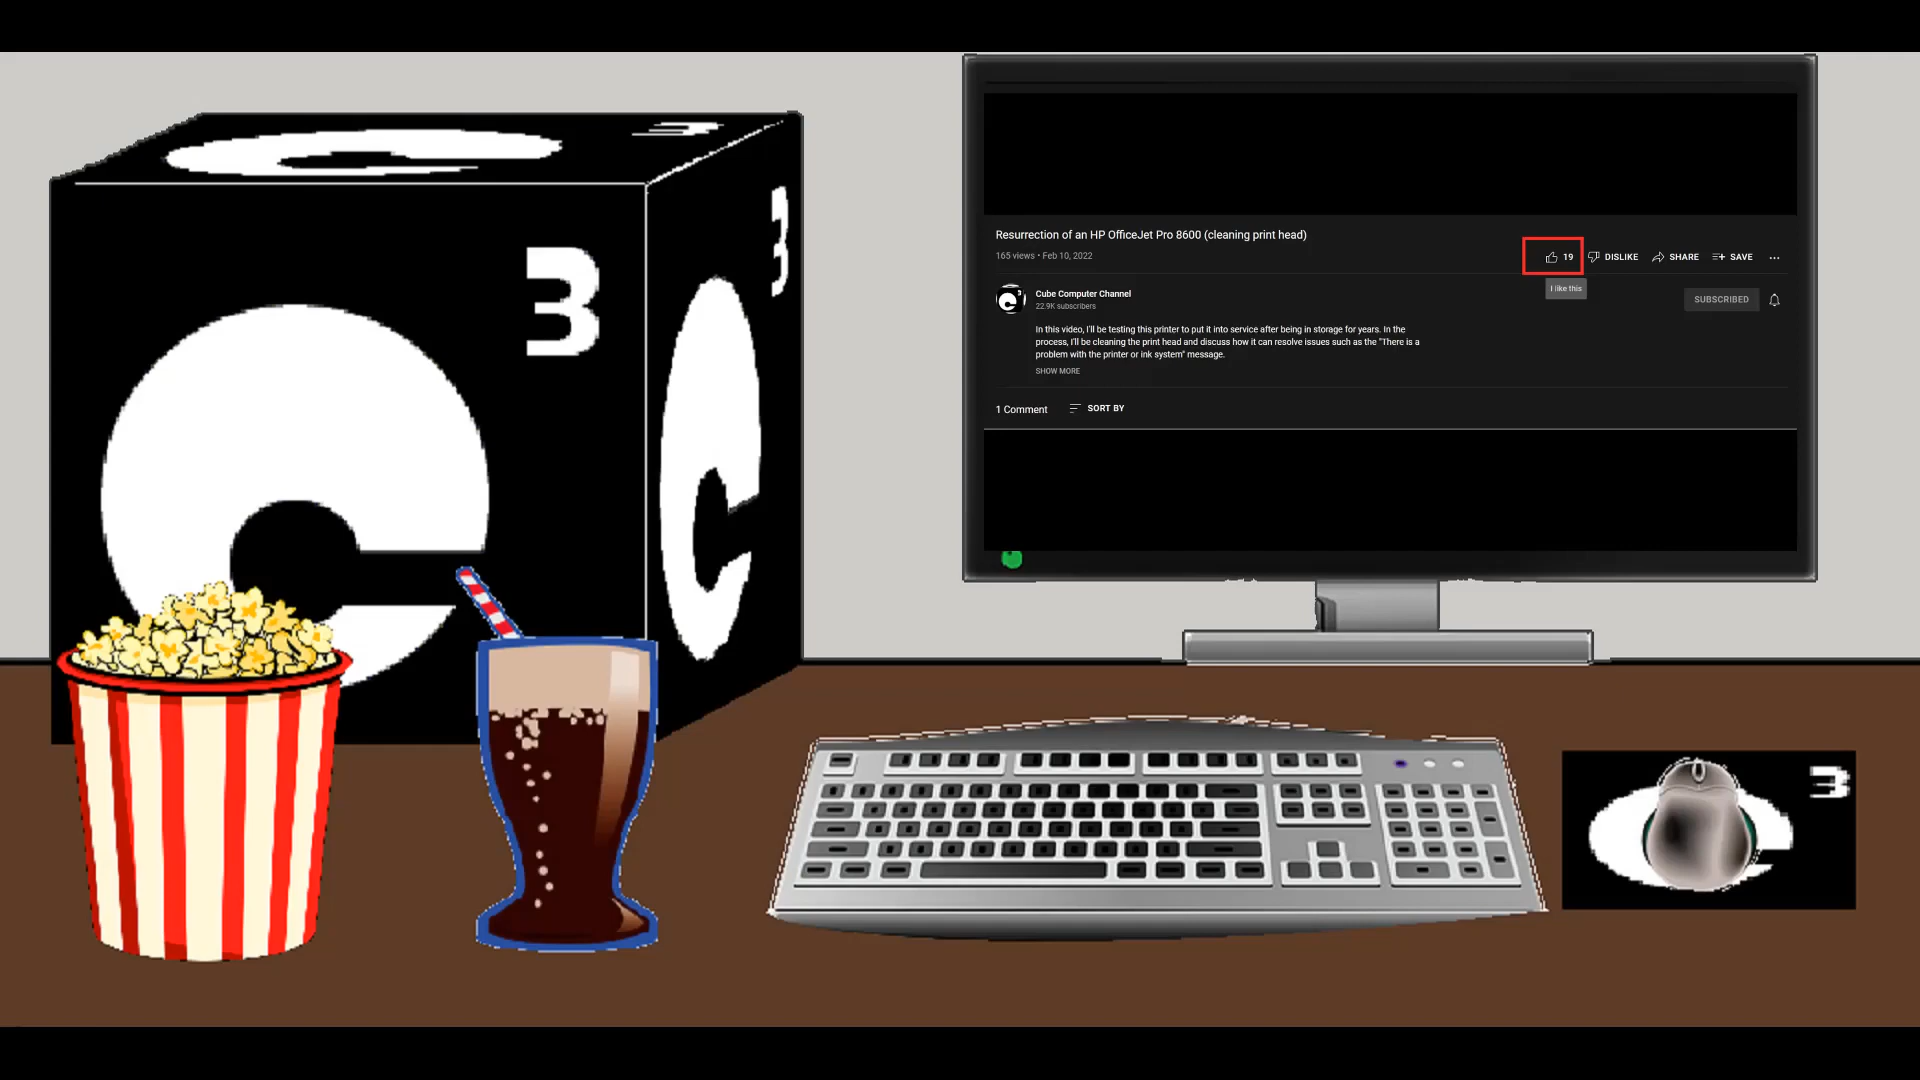 C 3
C 3
C 3
Resurrection of an HP OfficeJet Pro 8600 (cleaning print head)
165 views • Feb 10, 2022
19 DISLIKE SHARE SAVE ...
I like this
Cube Computer Channel
22.9K subscribers
SUBSCRIBED
In this video, I'll be testing this printer to put it into service after being in storage for years. In the
process, I'll be cleaning the print head and discuss how it can resolve issues such as the "There is a
problem with the printer or ink system" message.
SHOW MORE
1 Comment SORT BY
3